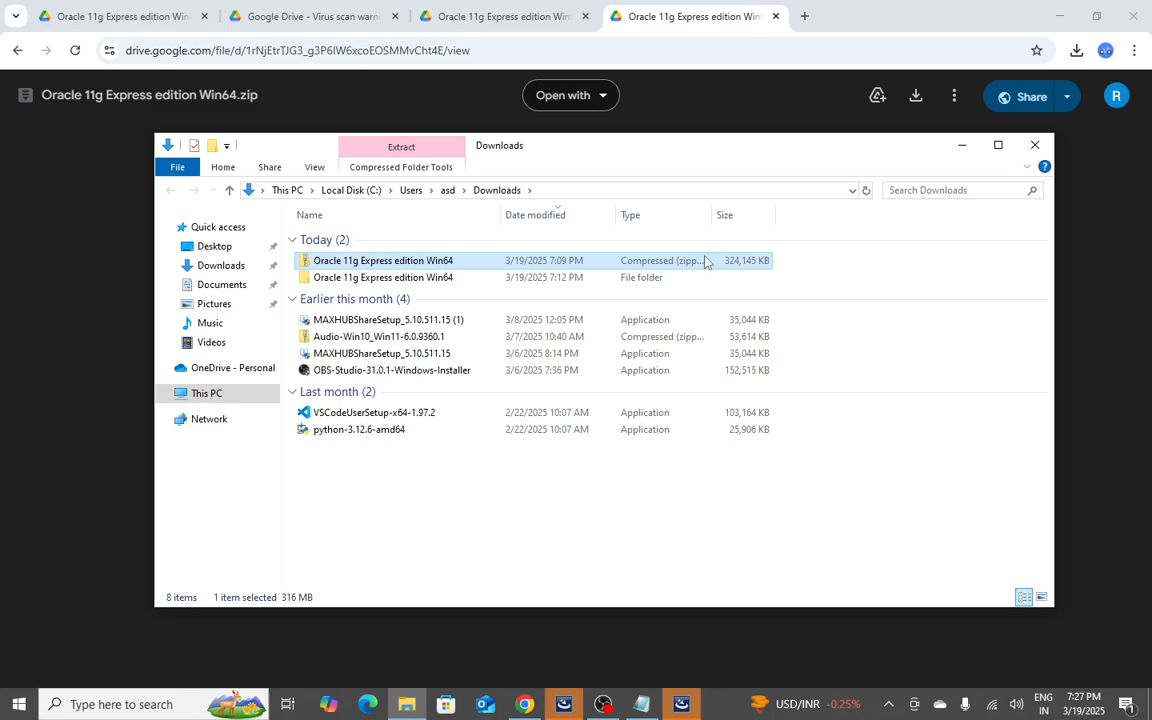 Oracle 11g Express edition Win
Google Drive - Virus scan warni
Oracle 11g Express edition Win
Oracle 11g Express edition Win
drive.google.com/file/d/1rNjEtrTJG3_g3P6IW6xcoEOSMMvCht4E/view
Oracle 11g Express edition Win64.zip
Open with
Share
R
Extract
Downloads
File
Home
Share
View
Compressed Folder Tools
This PC > Local Disk (C:) > Users > asd > Downloads >
Search Downloads
Name
Date modified
Type
Size
Quick access
Desktop
Downloads
Documents
Pictures
Music
Videos
OneDrive - Personal
This PC
Network
Today (2)
Oracle 11g Express edition Win64 3/19/2025 7:09 PM Compressed (zipp... 324,145 KB
Oracle 11g Express edition Win64 3/19/2025 7:12 PM File folder
Earlier this month (4)
MAXHUBShareSetup_5.10.511.15 (1) 3/8/2025 12:05 PM Application 35,044 KB
Audio-Win10_Win11-6.0.9360.1 3/7/2025 10:40 AM Compressed (zipp... 53,614 KB
MAXHUBShareSetup_5.10.511.15 3/6/2025 8:14 PM Application 35,044 KB
OBS-Studio-31.0.1-Windows-Installer 3/6/2025 7:36 PM Application 152,515 KB
Last month (2)
VSCodeUserSetup-x64-1.97.2 2/22/2025 10:07 AM Application 103,164 KB
python-3.12.6-amd64 2/22/2025 10:07 AM Application 25,906 KB
8 items 1 item selected 316 MB
Type here to search
USD/INR -0.25%
ENG
IN
7:27 PM
3/19/2025
1